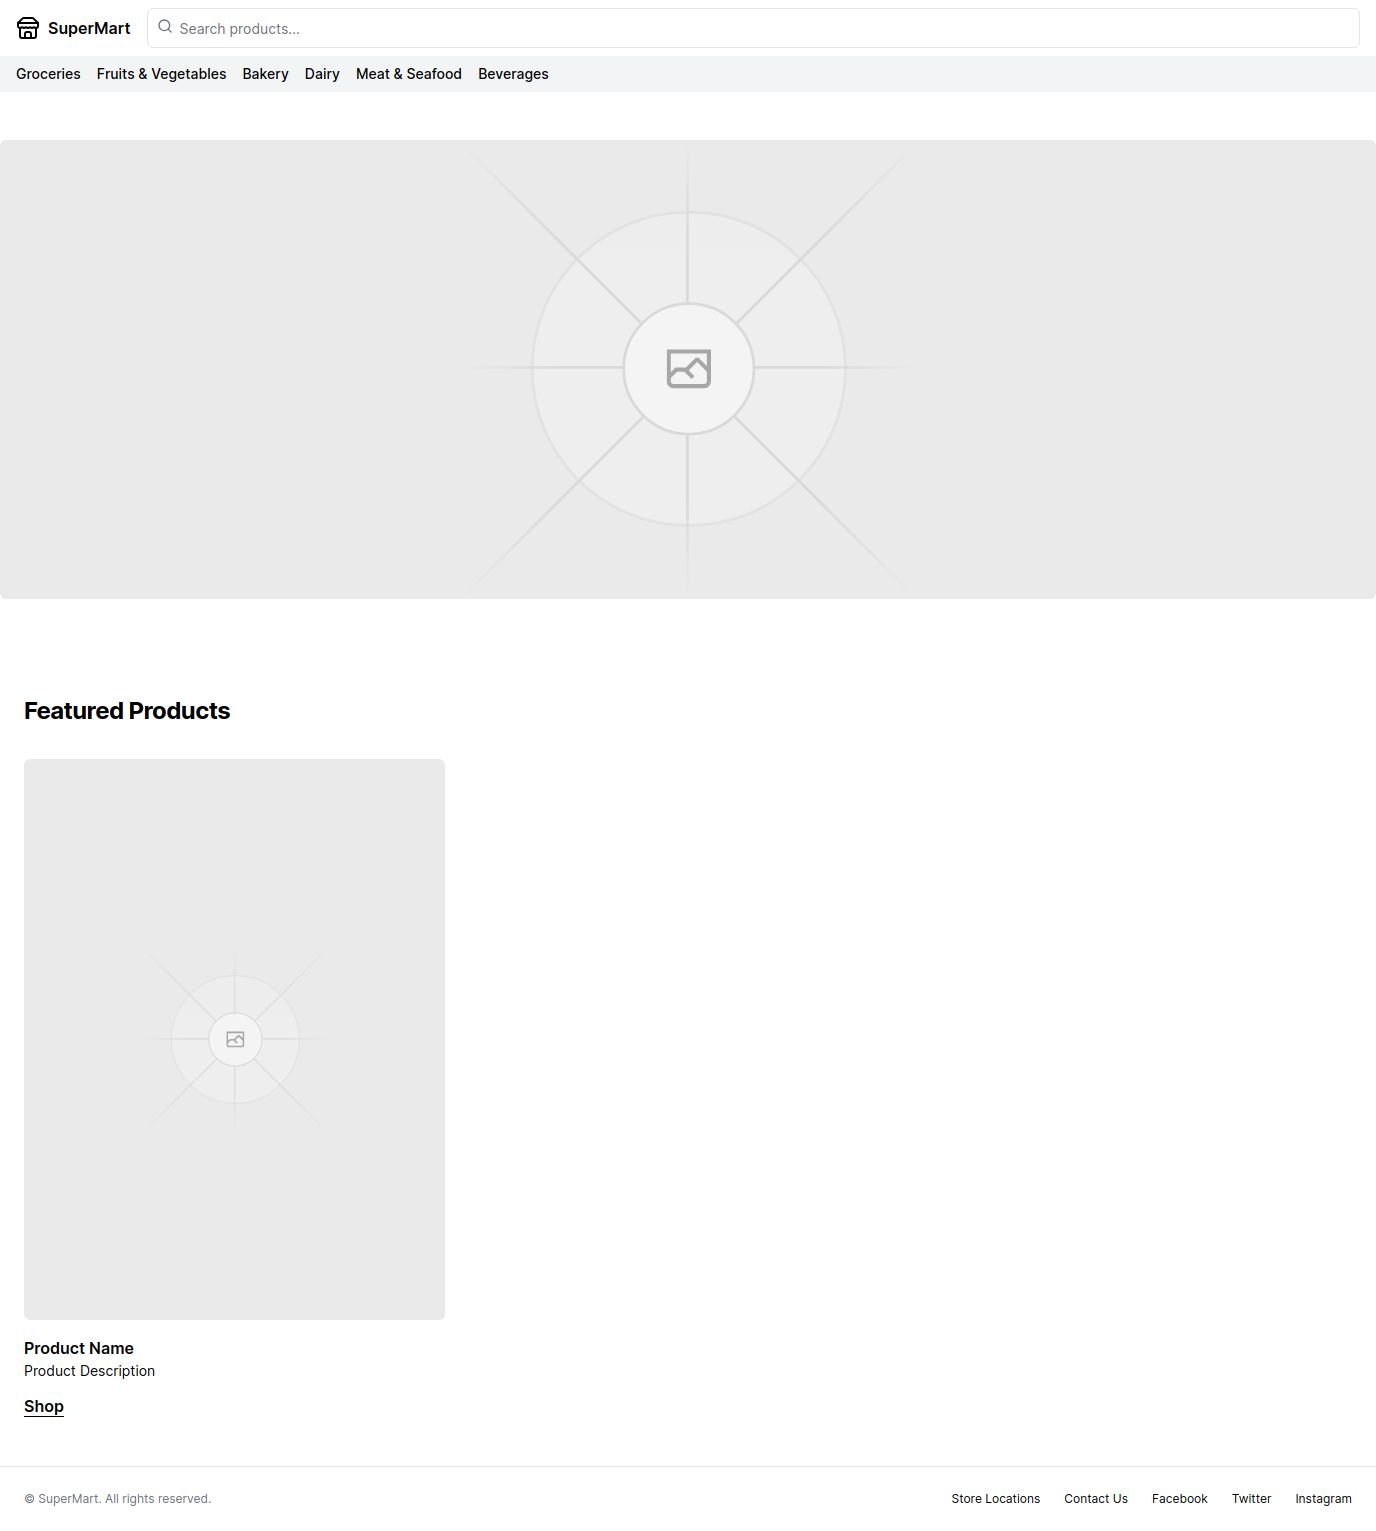 SuperMart
Search products...
Groceries Fruits & Vegetables Bakery Dairy Meat & Seafood Beverages
Featured Products
Product Name
Product Description
Shop
© SuperMart. All rights reserved. Store Locations Contact Us Facebook Twitter Instagram